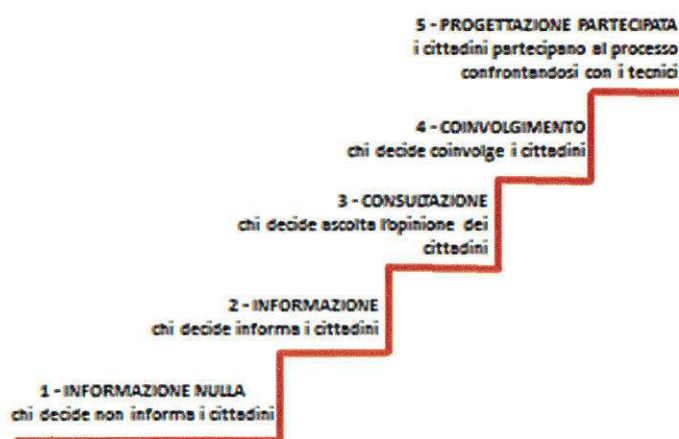 5 - PROGETTAZIONE PARTECIPATA
i cittadini partecipano al processo
confrontandosi con i tecnici
4 - COINVOLGIMENTO
chi decide coinvolge i cittadini
3 - CONSULTAZIONE
chi decide ascolta l'opinione dei
cittadini
2 - INFORMAZIONE
chi decide informa i cittadini
1 - INFORMAZIONE NULLA
chi decide non informa i cittadini